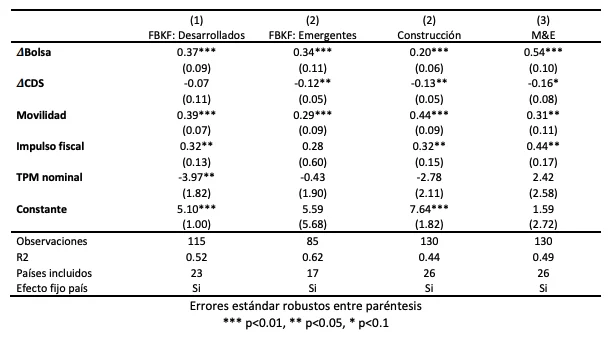 (1) (2) (2) (3)
FBKF: Desarrollados FBKF: Emergentes Construcción M&E
ΔBolsa 0.37*** 0.34*** 0.20*** 0.54***
(0.09) (0.11) (0.06) (0.10)
ΔCDS -0.07 -0.12** -0.13** -0.16*
(0.11) (0.05) (0.05) (0.08)
Movilidad 0.39*** 0.29*** 0.44*** 0.31**
(0.07) (0.09) (0.09) (0.11)
Impulso fiscal 0.32** 0.28 0.32** 0.44**
(0.13) (0.60) (0.15) (0.17)
TPM nominal -3.97** -0.43 -2.78 2.42
(1.82) (1.90) (2.11) (2.58)
Constante 5.10*** 5.59 7.64*** 1.59
(1.00) (5.68) (1.82) (2.72)
Observaciones 115 85 130 130
R2 0.52 0.62 0.44 0.49
Países incluidos 23 17 26 26
Efecto fijo país Si Si Si Si
Errores estándar robustos entre paréntesis
*** p<0.01, ** p<0.05, * p<0.1